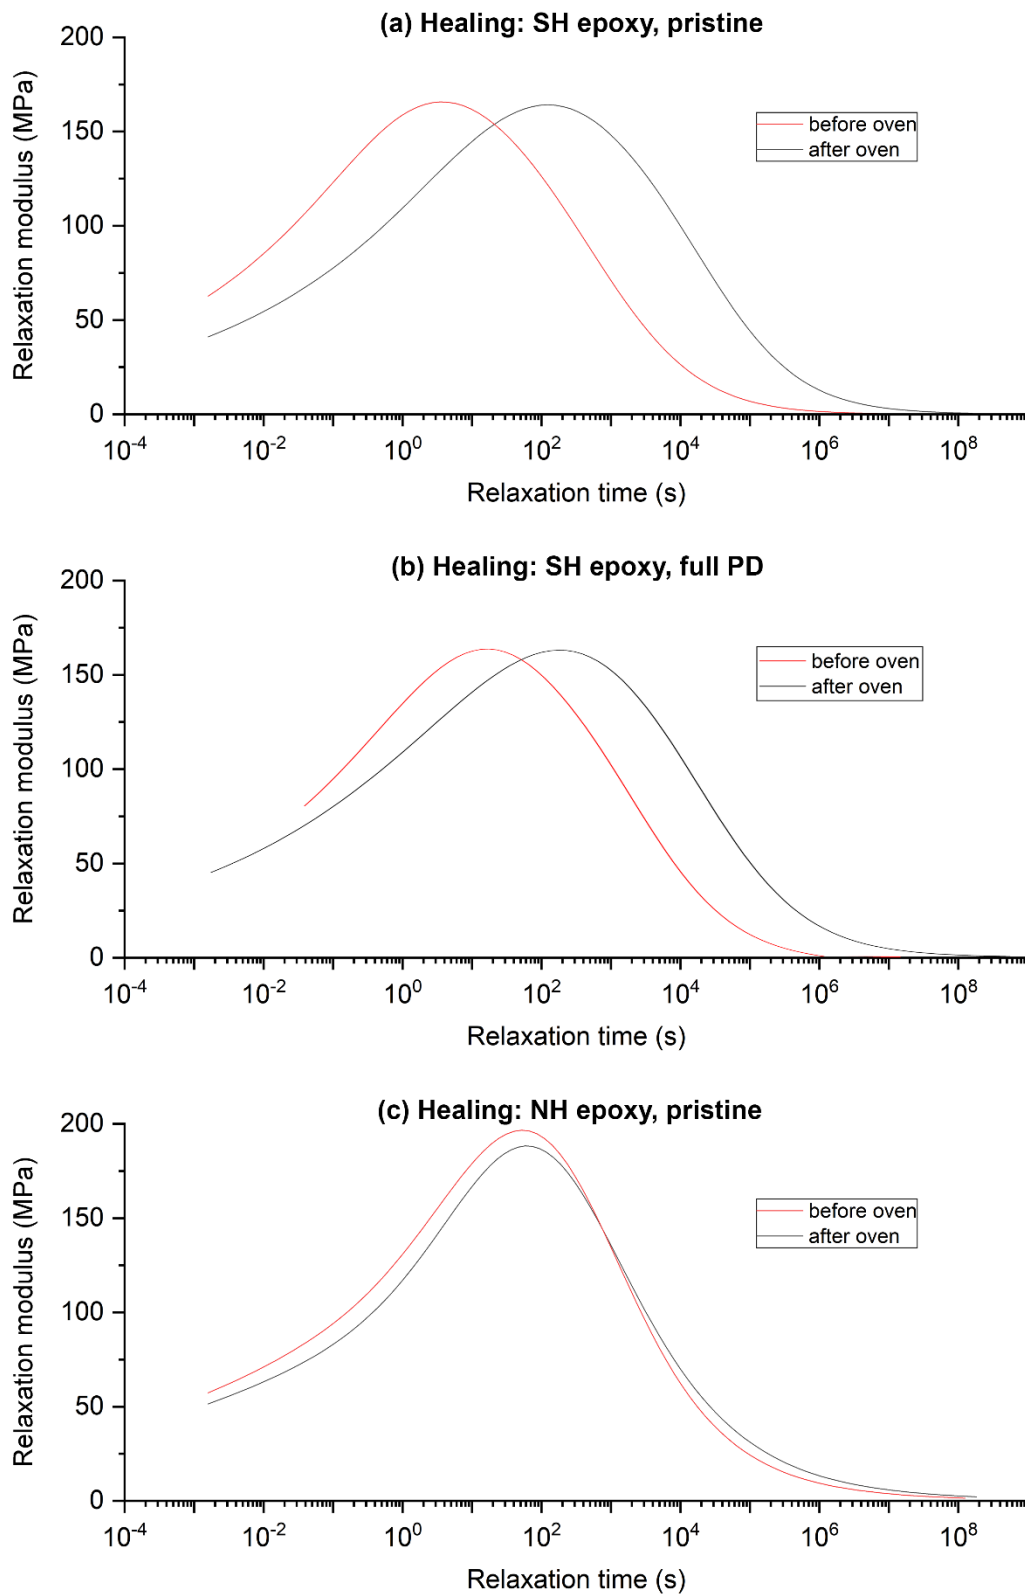 (a) Healing: SH epoxy, pristine
200
150
100
50
0
Relaxation modulus (MPa)
before oven
after oven
10⁻⁴ 10⁻² 10⁰ 10² 10⁴ 10⁶ 10⁸
Relaxation time (s)
(b) Healing: SH epoxy, full PD
200
150
100
50
0
Relaxation modulus (MPa)
before oven
after oven
10⁻⁴ 10⁻² 10⁰ 10² 10⁴ 10⁶ 10⁸
Relaxation time (s)
(c) Healing: NH epoxy, pristine
200
150
100
50
0
Relaxation modulus (MPa)
before oven
after oven
10⁻⁴ 10⁻² 10⁰ 10² 10⁴ 10⁶ 10⁸
Relaxation time (s)